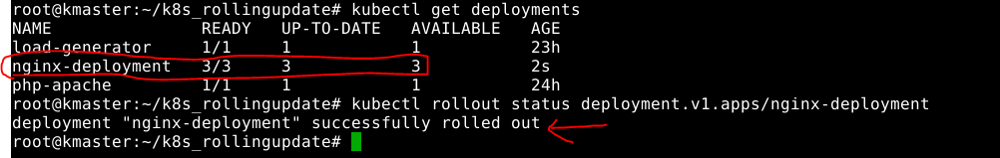 root@kmaster:~/k8s_rollingupdate# kubectl get deployments
NAME READY UP-TO-DATE AVAILABLE AGE
load-generator 1/1 1 1 23h
nginx-deployment 3/3 3 3 2s
php-apache 1/1 1 1 24h
root@kmaster:~/k8s_rollingupdate# kubectl rollout status deployment.v1.apps/nginx-deployment
deployment "nginx-deployment" successfully rolled out
root@kmaster:~/k8s_rollingupdate#